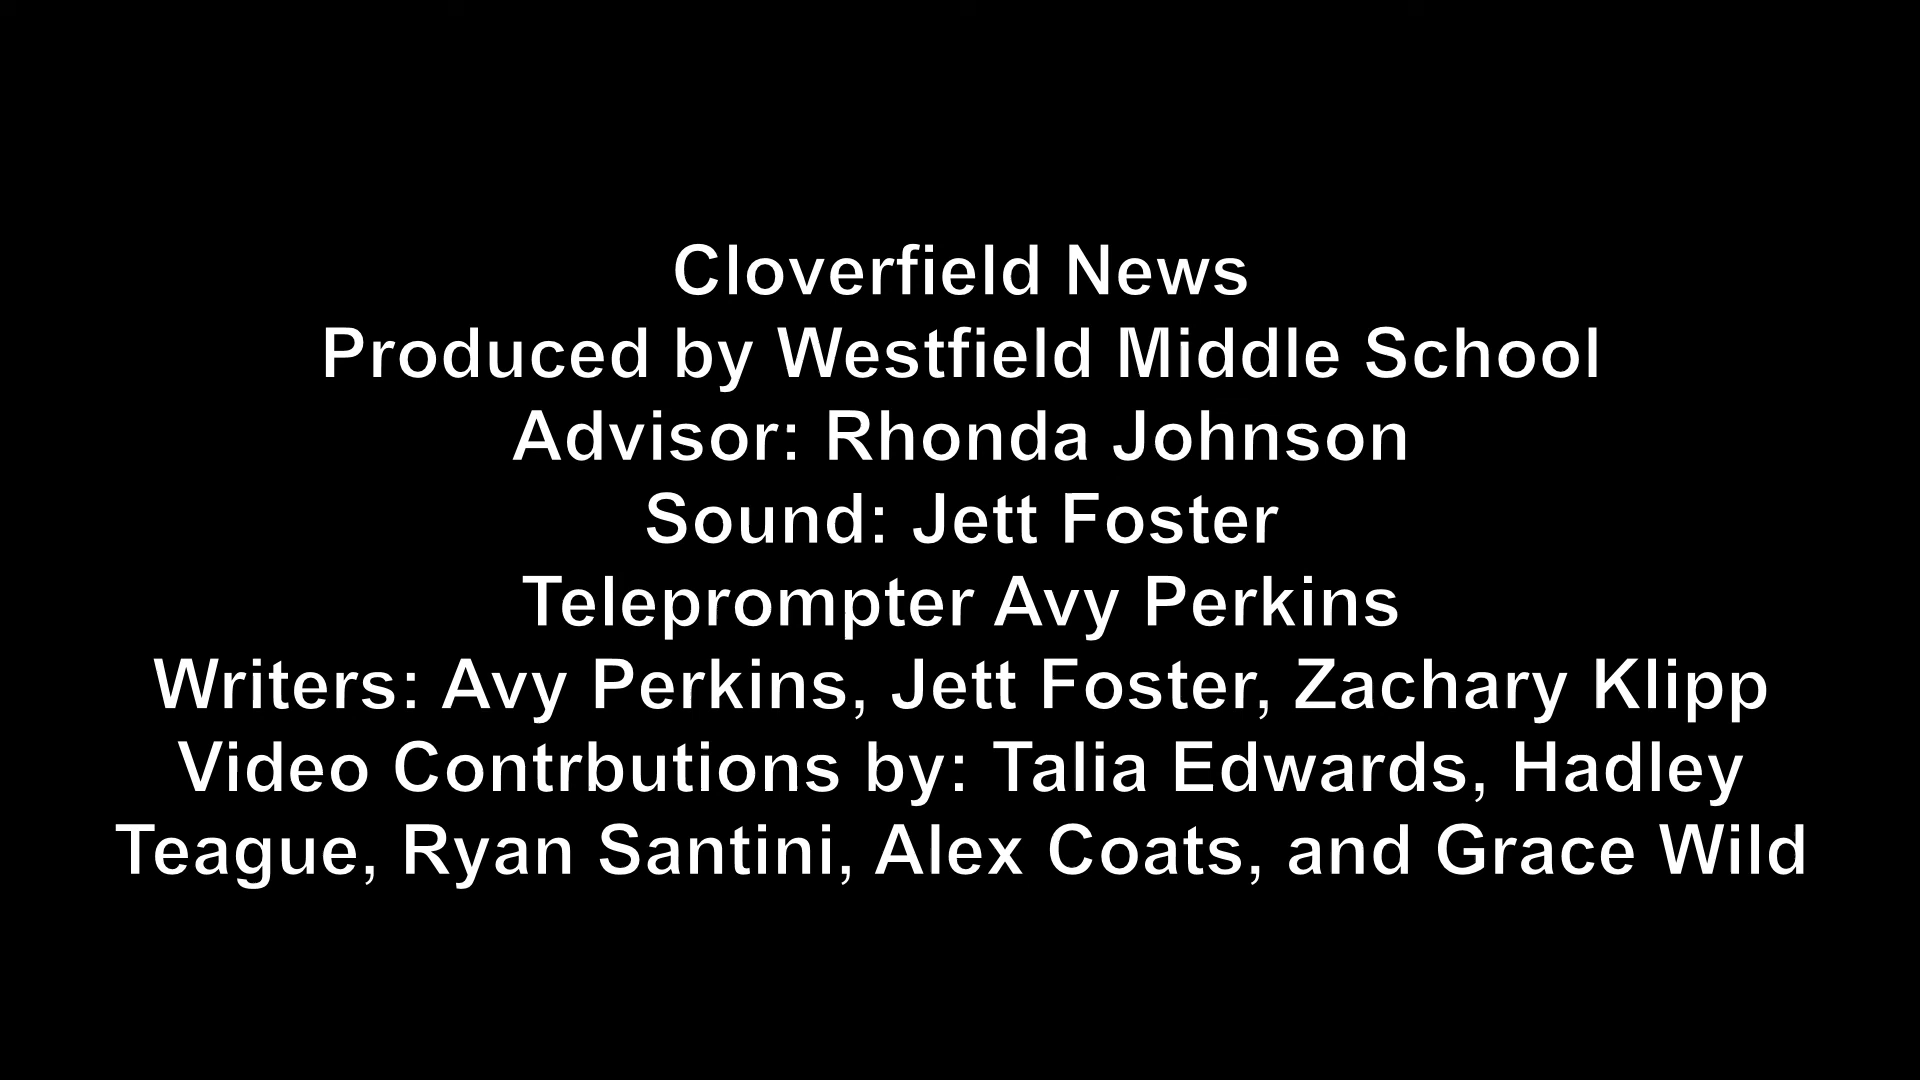 Cloverfield News
Produced by Westfield Middle School
Advisor: Rhonda Johnson
Sound: Jett Foster
Teleprompter Avy Perkins
Writers: Avy Perkins, Jett Foster, Zachary Klipp
Video Contrbutions by: Talia Edwards, Hadley
Teague, Ryan Santini, Alex Coats, and Grace Wild